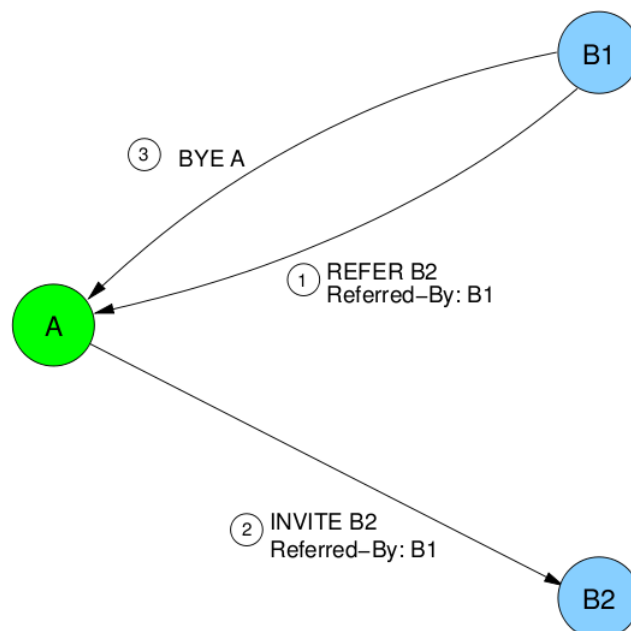 B1
3 BYE A
1 REFER B2
Referred−By: B1
A
2 INVITE B2
Referred−By: B1
B2